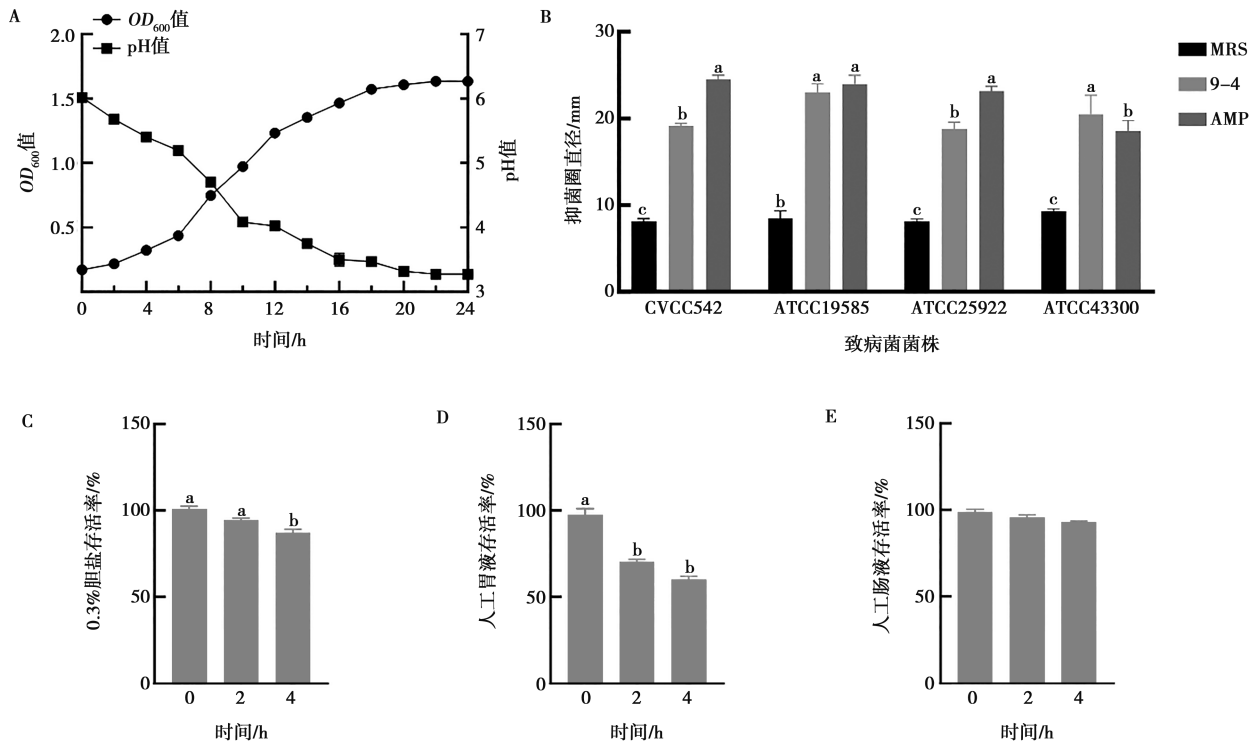 A
OD600值
pH值
2.0
1.5
1.0
0.5
OD600值
7
6
5
4
3
pH值
0 4 8 12 16 20 24
时间/h
B
30
20
10
0
抑菌圈直径/mm
c b a
b a a
c b a
c a b
CVCC542 ATCC19585 ATCC25922 ATCC43300
致病菌菌株
MRS
9-4
AMP
C
150
100
50
0
0.3%胆盐存活率/%
a a b
0 2 4
时间/h
D
150
100
50
0
人工胃液存活率/%
a b b
0 2 4
时间/h
E
150
100
50
0
人工肠液存活率/%
0 2 4
时间/h